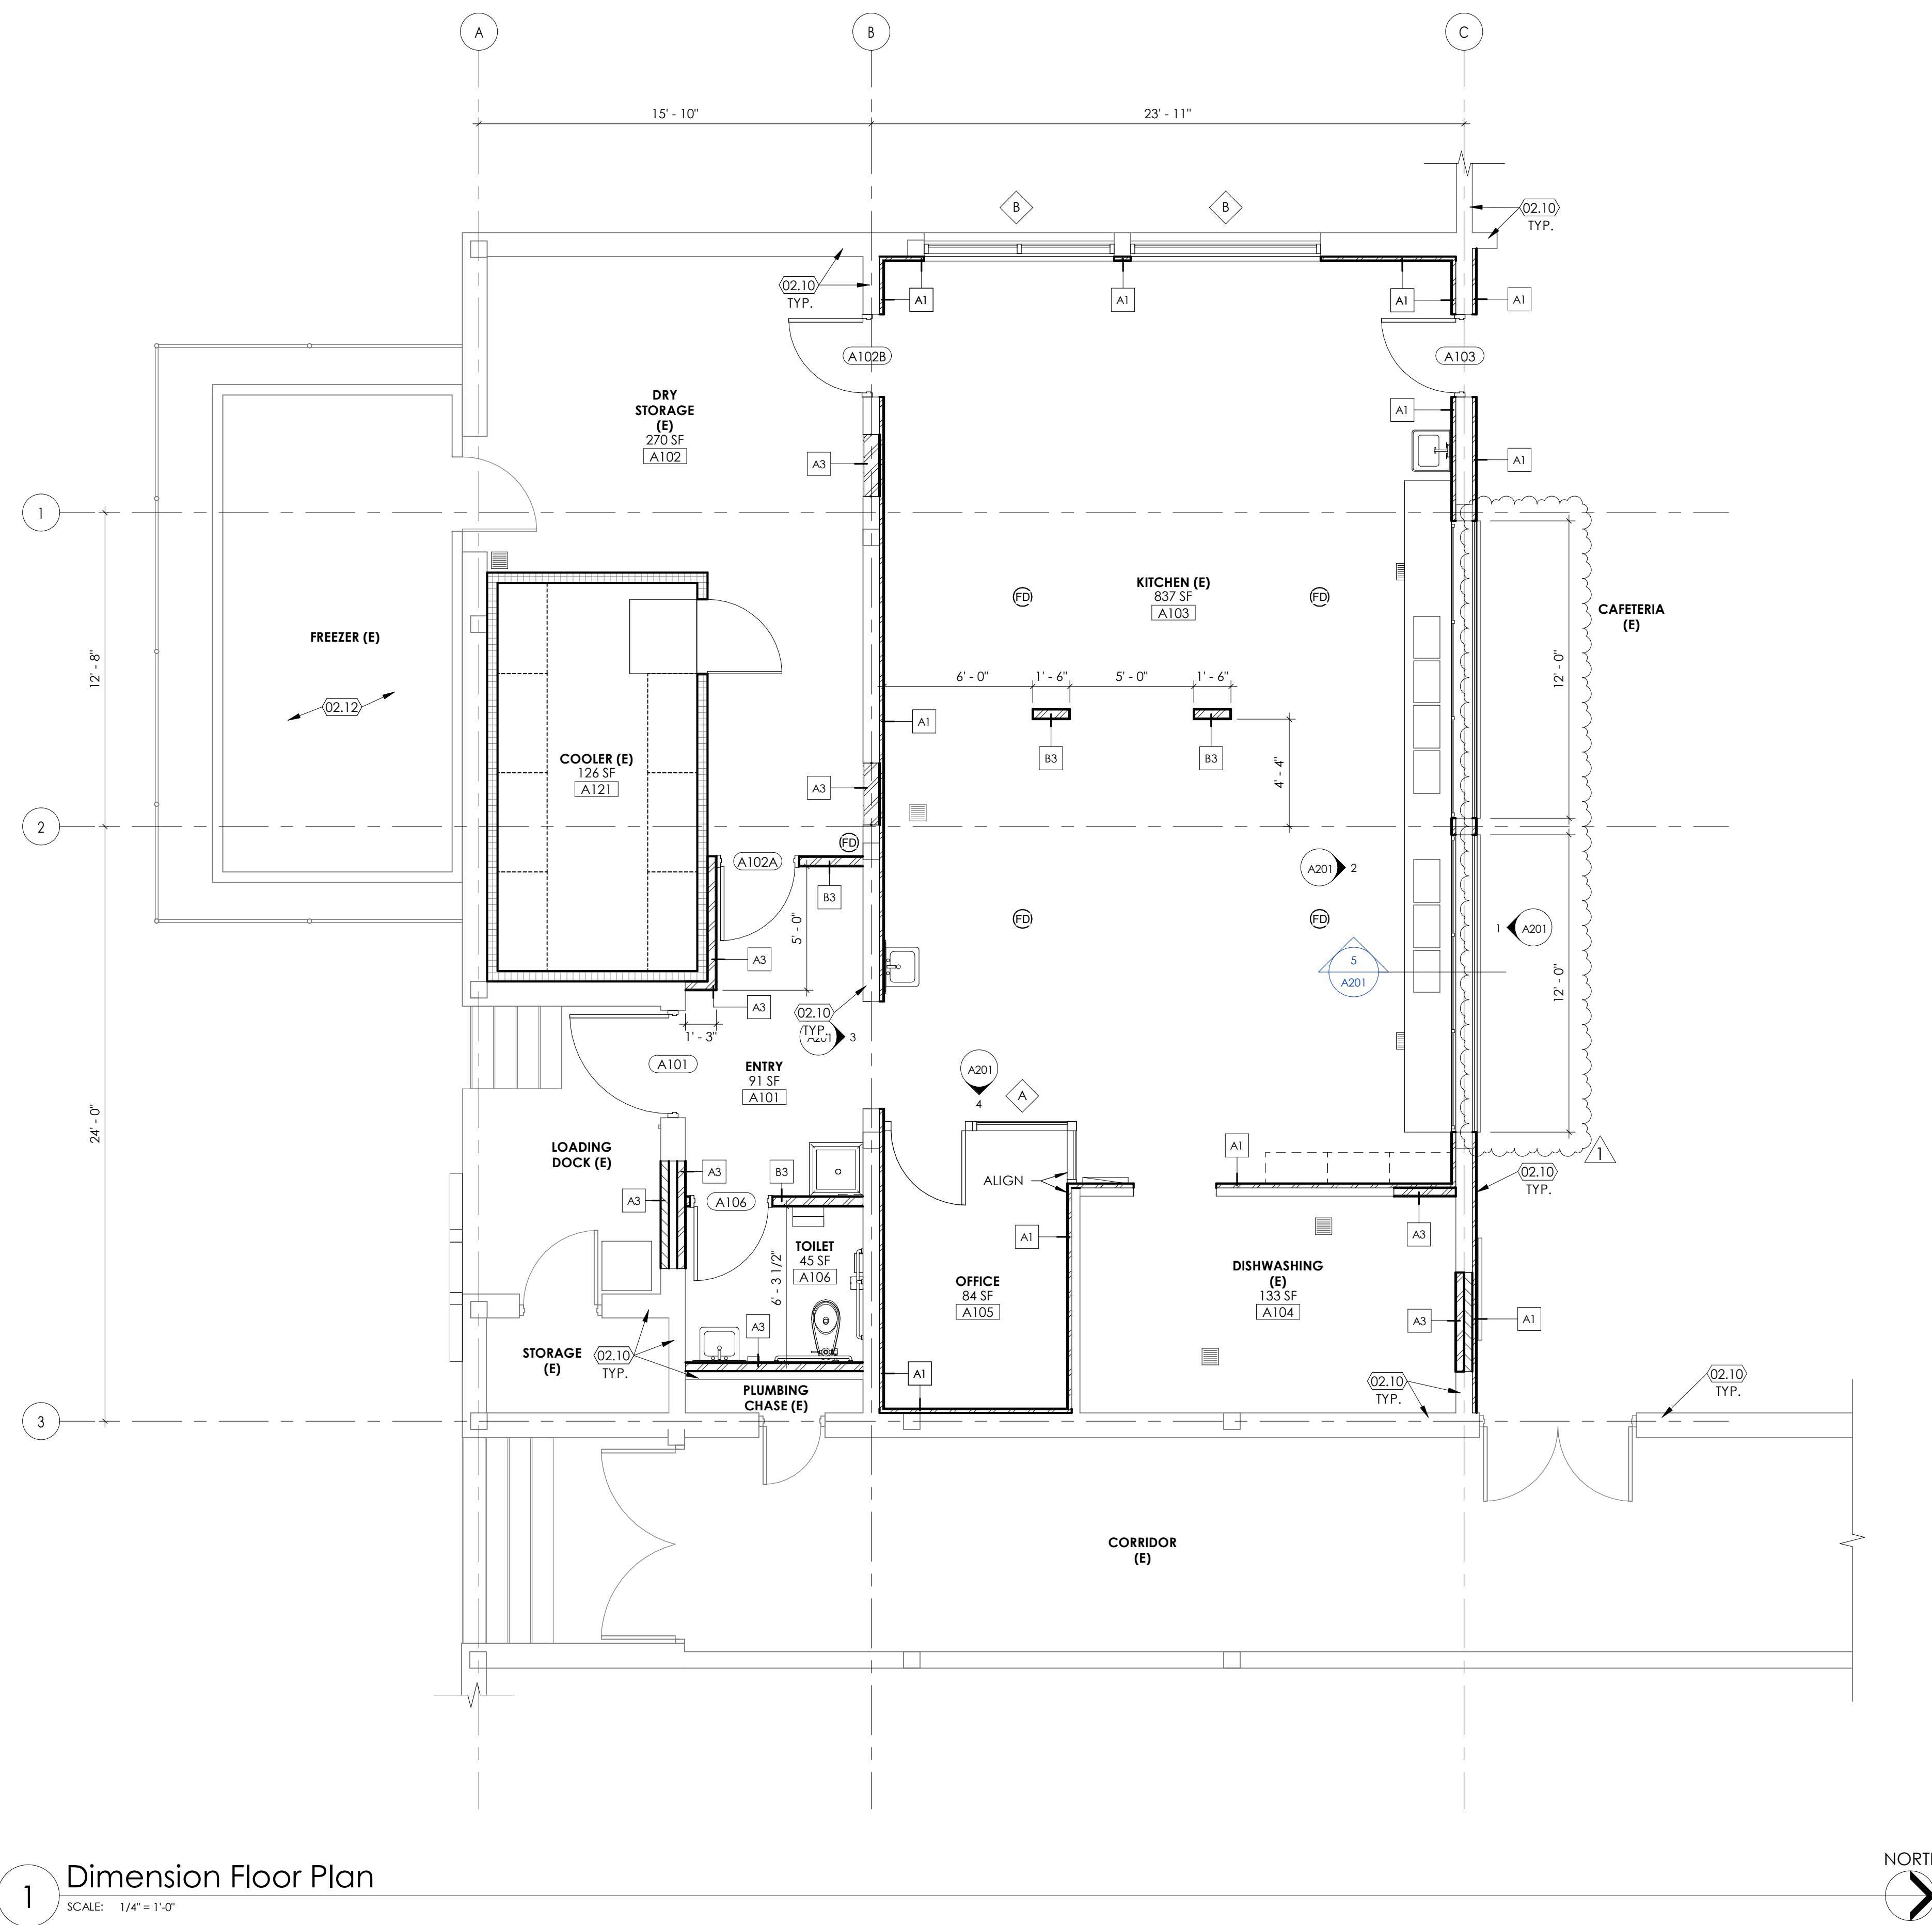 A
B
C
15' - 10"
23' - 11"
B
B
02.10
TYP.
02.10
TYP.
A1
A1
A1
A1
A102B
A103
DRY
STORAGE
(E)
270 SF
A102
A1
A3
A1
1
KITCHEN (E)
837 SF
A103
FD
FD
CAFETERIA
(E)
FREEZER (E)
12' - 8"
12' - 0"
6' - 0"
1' - 6"
5' - 0"
1' - 6"
02.12
A1
B3
B3
COOLER (E)
126 SF
A121
A3
4' - 4"
2
FD
A102A
A201
2
B3
5' - 0"
FD
FD
1
A201
A3
5
A201
12' - 0"
A3
02.10
TYP.
A201
3
1' - 3"
A101
ENTRY
91 SF
A101
A201
4
A
24' - 0"
LOADING
DOCK (E)
A1
1
A3
B3
ALIGN
02.10
TYP.
A3
A106
A3
A1
TOILET
45 SF
A106
6' - 3 1/2"
OFFICE
84 SF
A105
DISHWASHING
(E)
133 SF
A104
A3
A3
A1
STORAGE
(E)
02.10
TYP.
A1
02.10
TYP.
02.10
TYP.
PLUMBING
CHASE (E)
3
CORRIDOR
(E)
1
Dimension Floor Plan
SCALE: 1/4" = 1'-0"
NORTH